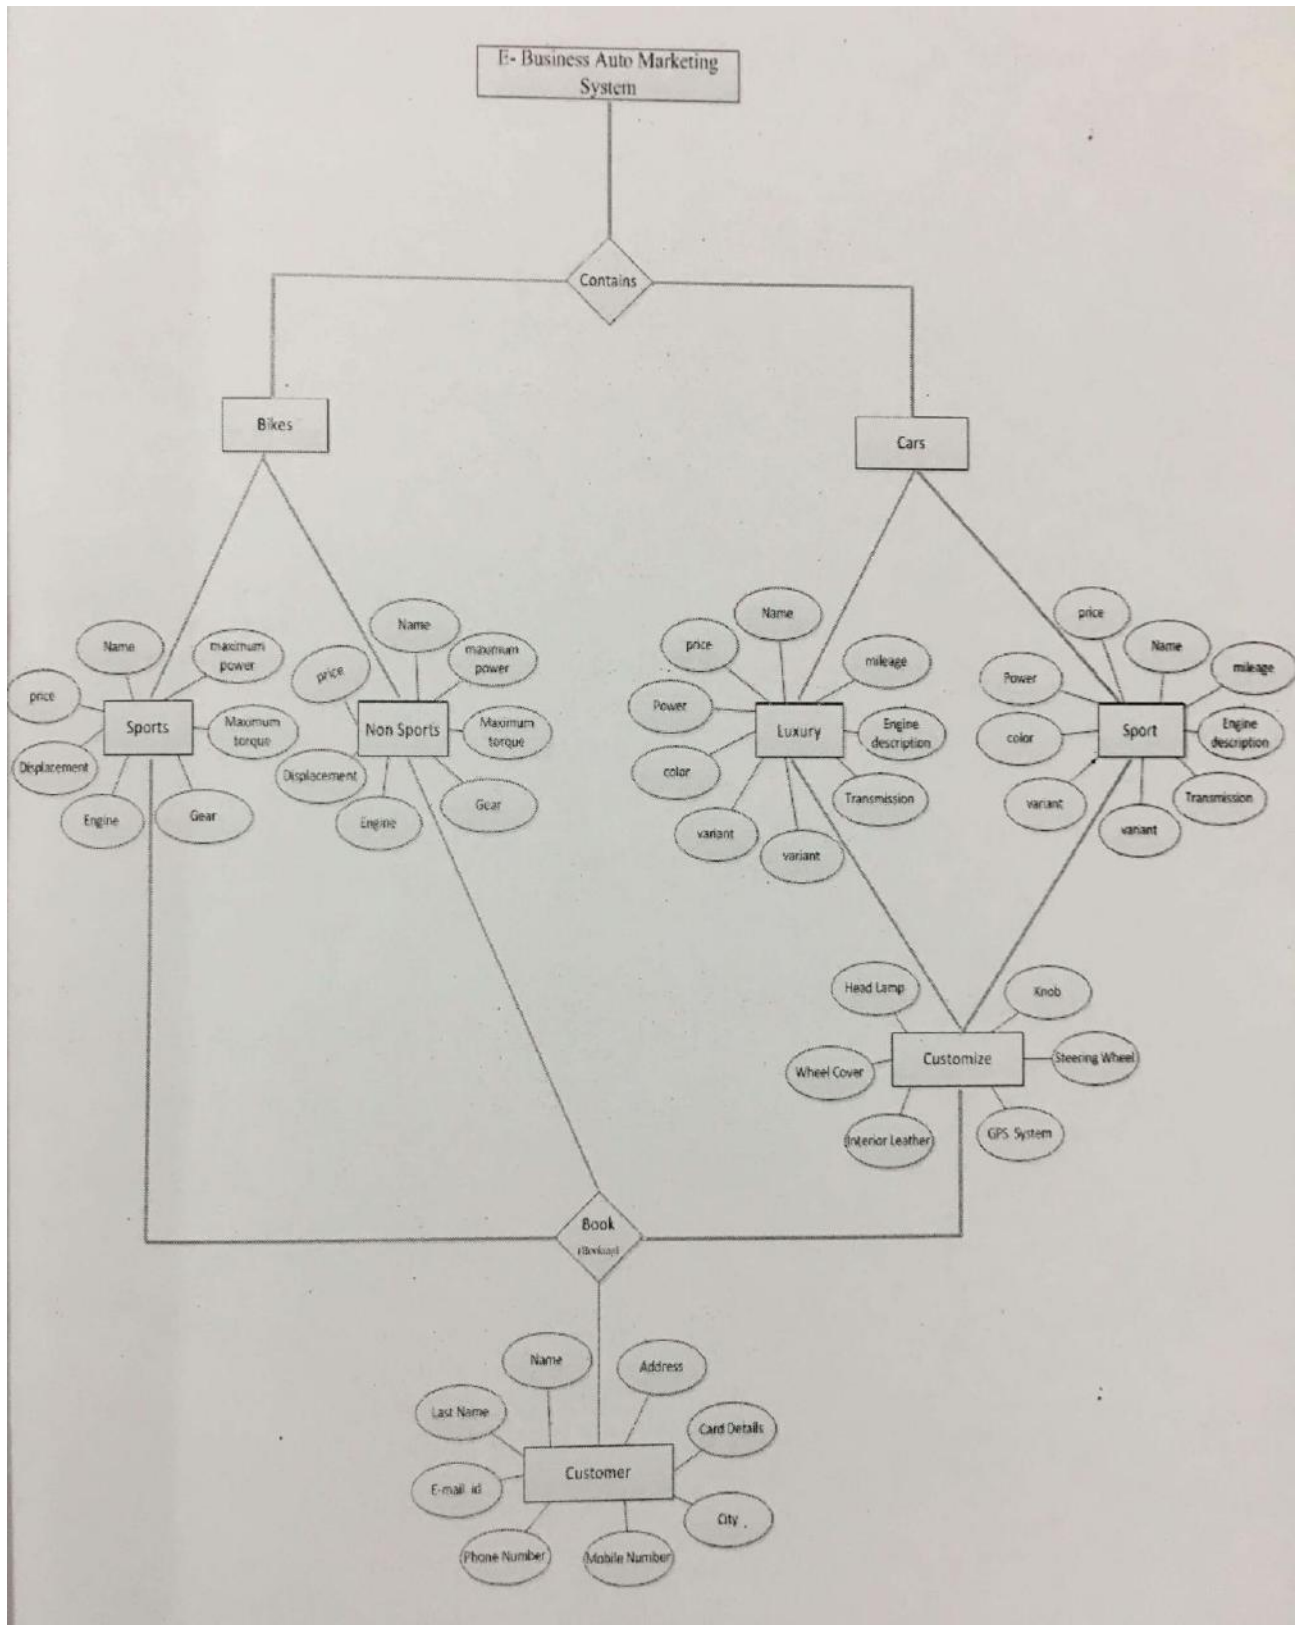 E- Business Auto Marketing
System
Contains
Bikes
Cars
Name
maximum
power
price
Sports
Maximum
torque
Displacement
Engine
Gear
Name
maximum
power
price
Non Sports
Maximum
torque
Displacement
Engine
Gear
Name
price
mileage
Power
Luxury
Engine
description
color
Transmission
variant
variant
price
Name
mileage
Power
Sport
Engine
description
color
Transmission
variant
variant
Head Lamp
Knob
Customize
Steering Wheel
Wheel Cover
Interior Leather
GPS System
Book
Name
Address
Last Name
Card Details
Customer
E-mail id
City
Phone Number
Mobile Number